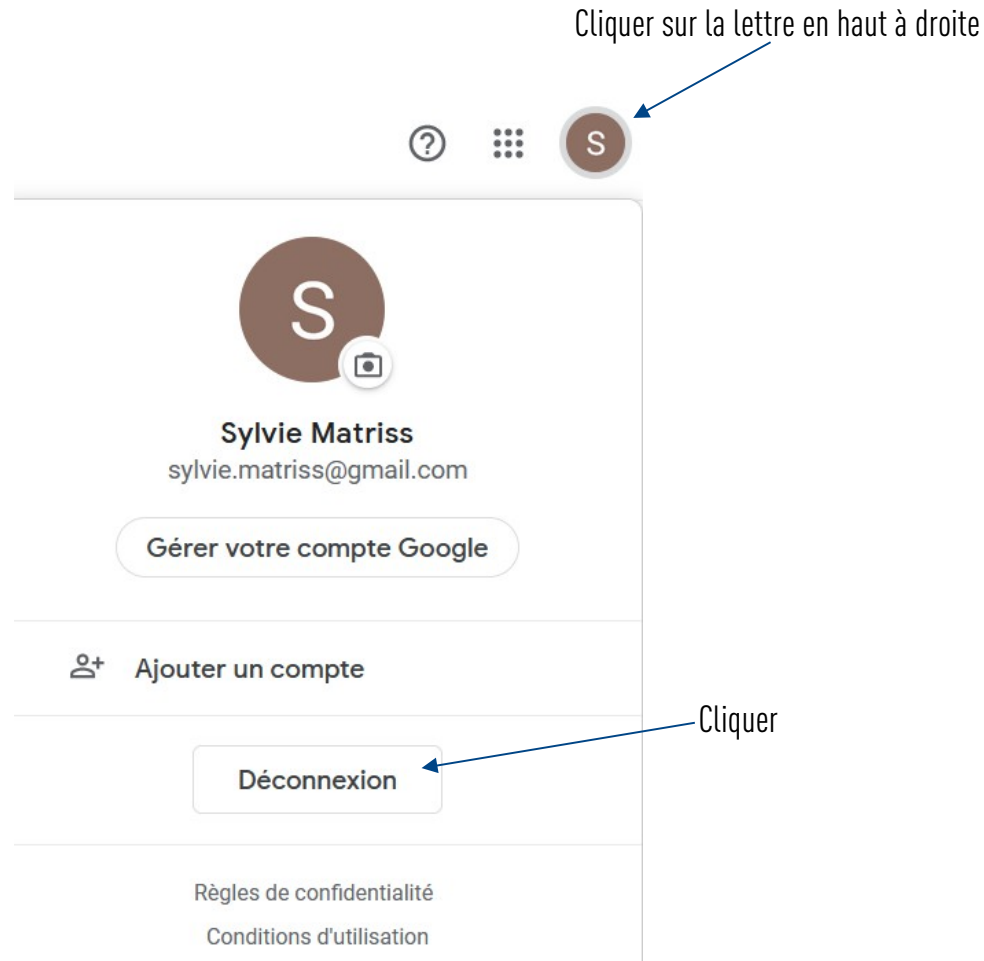 Cliquer sur la lettre en haut à droite
S
S
Sylvie Matriss
sylvie.matriss@gmail.com
Gérer votre compte Google
Ajouter un compte
Cliquer
Déconnexion
Règles de confidentialité
Conditions d'utilisation